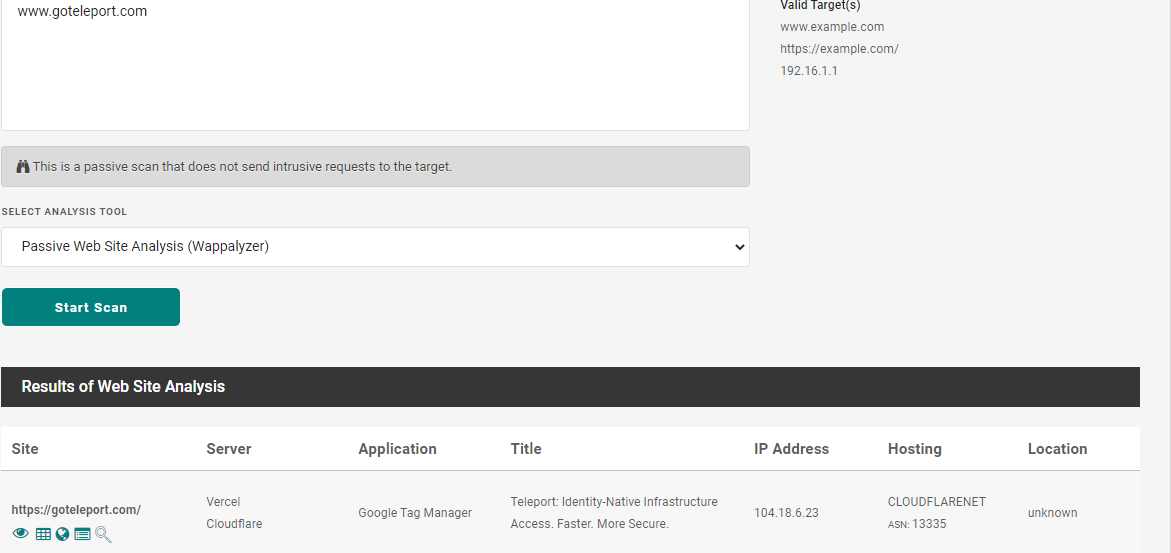 www.goteleport.com
Valid Target(s)
www.example.com
https://example.com/
192.16.1.1
This is a passive scan that does not send intrusive requests to the target.
SELECT ANALYSIS TOOL
Passive Web Site Analysis (Wappalyzer)
Start Scan
Results of Web Site Analysis
Site Server Application Title IP Address Hosting Location
https://goteleport.com/
Vercel
Cloudflare
Google Tag Manager
Teleport: Identity-Native Infrastructure
Access. Faster. More Secure.
104.18.6.23
CLOUDFLARENET
ASN: 13335
unknown